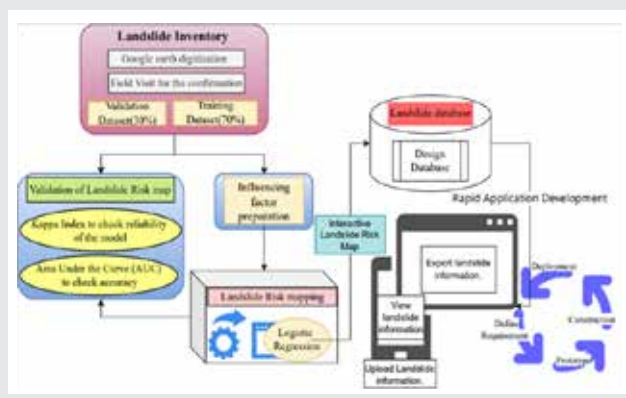 Landslide Inventory
Google earth digitization
Field Visit for the confirmation
Validation
Dataset(30%)
Training
Dataset(70%)
Validation of Landslide Risk map
Kappa Index to check reliability
of the model
Area Under the Curve (AUC)
to check accuracy
Influencing
factor
preparation
Landslide Risk mapping
Logistic
Regression
Interactive
Landslide Risk
Map
Landslide database
Design
Database
Rapid Application Development
Export landslide
information.
View
landslide
information
Upload Landslide
information.
Deployment
Define
Requirement
Construction
Prototype